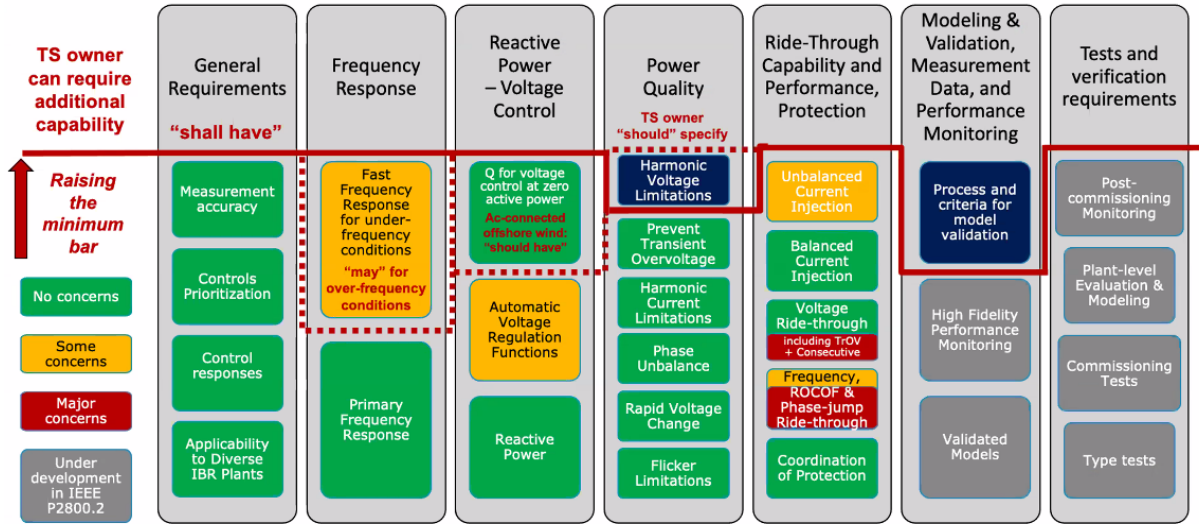 TS owner
can require
additional
capability
Raising
the
minimum
bar
No concerns
Some
concerns
Major
concerns
Under
development
in IEEE
P2800.2
General
Requirements
“shall have”
Measurement
accuracy
Controls
Prioritization
Control
responses
Applicability
to Diverse
IBR Plants
Frequency
Response
Fast
Frequency
Response
for under-
frequency
conditions
“may” for
over-frequency
conditions
Primary
Frequency
Response
Reactive
Power
– Voltage
Control
Q for voltage
control at zero
active power
Ac-connected
offshore wind:
“should have”
Automatic
Voltage
Regulation
Functions
Reactive
Power
Power
Quality
TS owner
“should” specify
Harmonic
Voltage
Limitations
Prevent
Transient
Overvoltage
Harmonic
Current
Limitations
Phase
Unbalance
Rapid Voltage
Change
Flicker
Limitations
Ride-Through
Capability and
Performance,
Protection
Unbalanced
Current
Injection
Balanced
Current
Injection
Voltage
Ride-through
including TrOV
+ Consecutive
Frequency,
ROCOF &
Phase-jump
Ride-through
Coordination
of Protection
Modeling &
Validation,
Measurement
Data, and
Performance
Monitoring
Process and
criteria for
model
validation
High Fidelity
Performance
Monitoring
Validated
Models
Tests and
verification
requirements
Post-
commissioning
Monitoring
Plant-level
Evaluation &
Modeling
Commissioning
Tests
Type tests